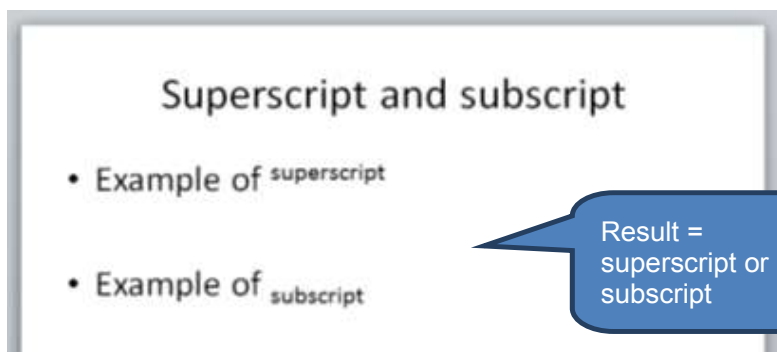 Superscript and subscript
• Example of superscript
• Example of subscript
Result =
superscript or
subscript